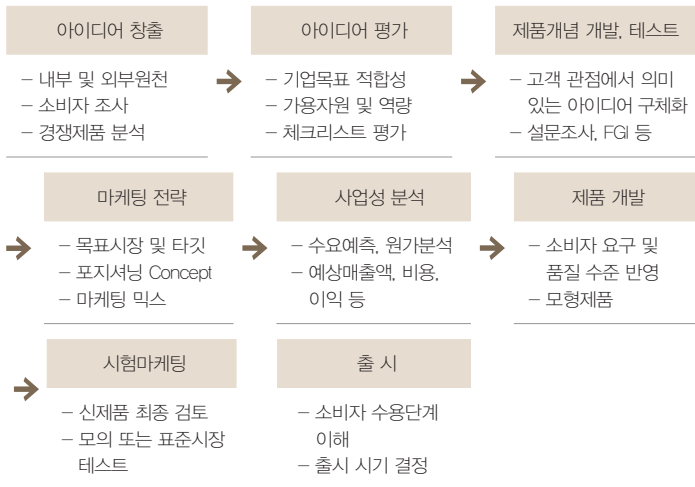 아이디어 창출
– 내부 및 외부원천
– 소비자 조사
– 경쟁제품 분석
아이디어 평가
– 기업목표 적합성
– 가용자원 및 역량
– 체크리스트 평가
제품개념 개발, 테스트
– 고객 관점에서 의미
있는 아이디어 구체화
– 설문조사, FGI 등
마케팅 전략
– 목표시장 및 타깃
– 포지셔닝 Concept
– 마케팅 믹스
사업성 분석
– 수요예측, 원가분석
– 예상매출액, 비용,
이익 등
제품 개발
– 소비자 요구 및
품질 수준 반영
– 모형제품
시험마케팅
– 신제품 최종 검토
– 모의 또는 표준시장
테스트
출 시
– 소비자 수용단계
이해
– 출시 시기 결정